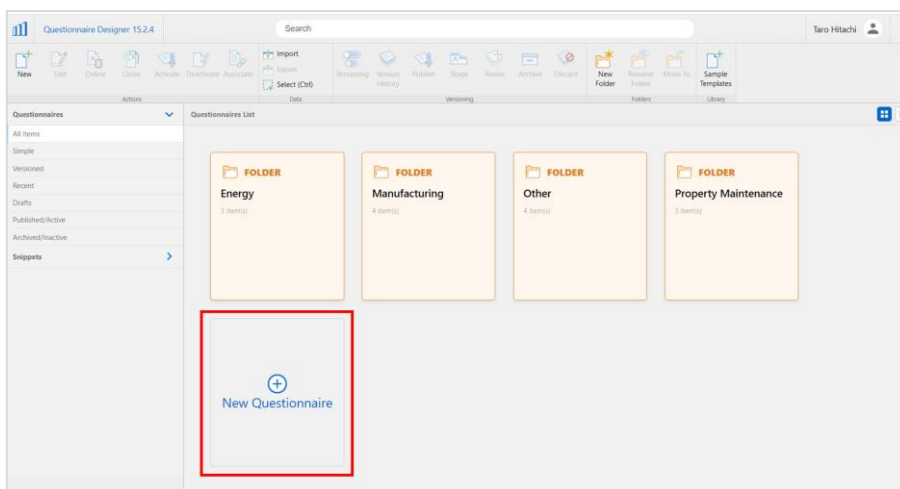 Questionnaire Designer 15.2.4
Search
Taro Hitachi
New
Edit
Delete
Clone
Activate
Deactivate
Associate
Import
Export
Select (Ctrl)
Versioning
Version
History
Publish
Stage
Revise
Archive
Discard
New
Folder
Rename
Folder
Move To
Sample
Templates
Actions
Data
Versioning
Folders
Library
Questionnaires
Questionnaires List
All Items
Simple
Versioned
Recent
Drafts
Published/Active
Archived/Inactive
Snippets
FOLDER
Energy
3 item(s)
FOLDER
Manufacturing
4 item(s)
FOLDER
Other
4 item(s)
FOLDER
Property Maintenance
3 item(s)
New Questionnaire